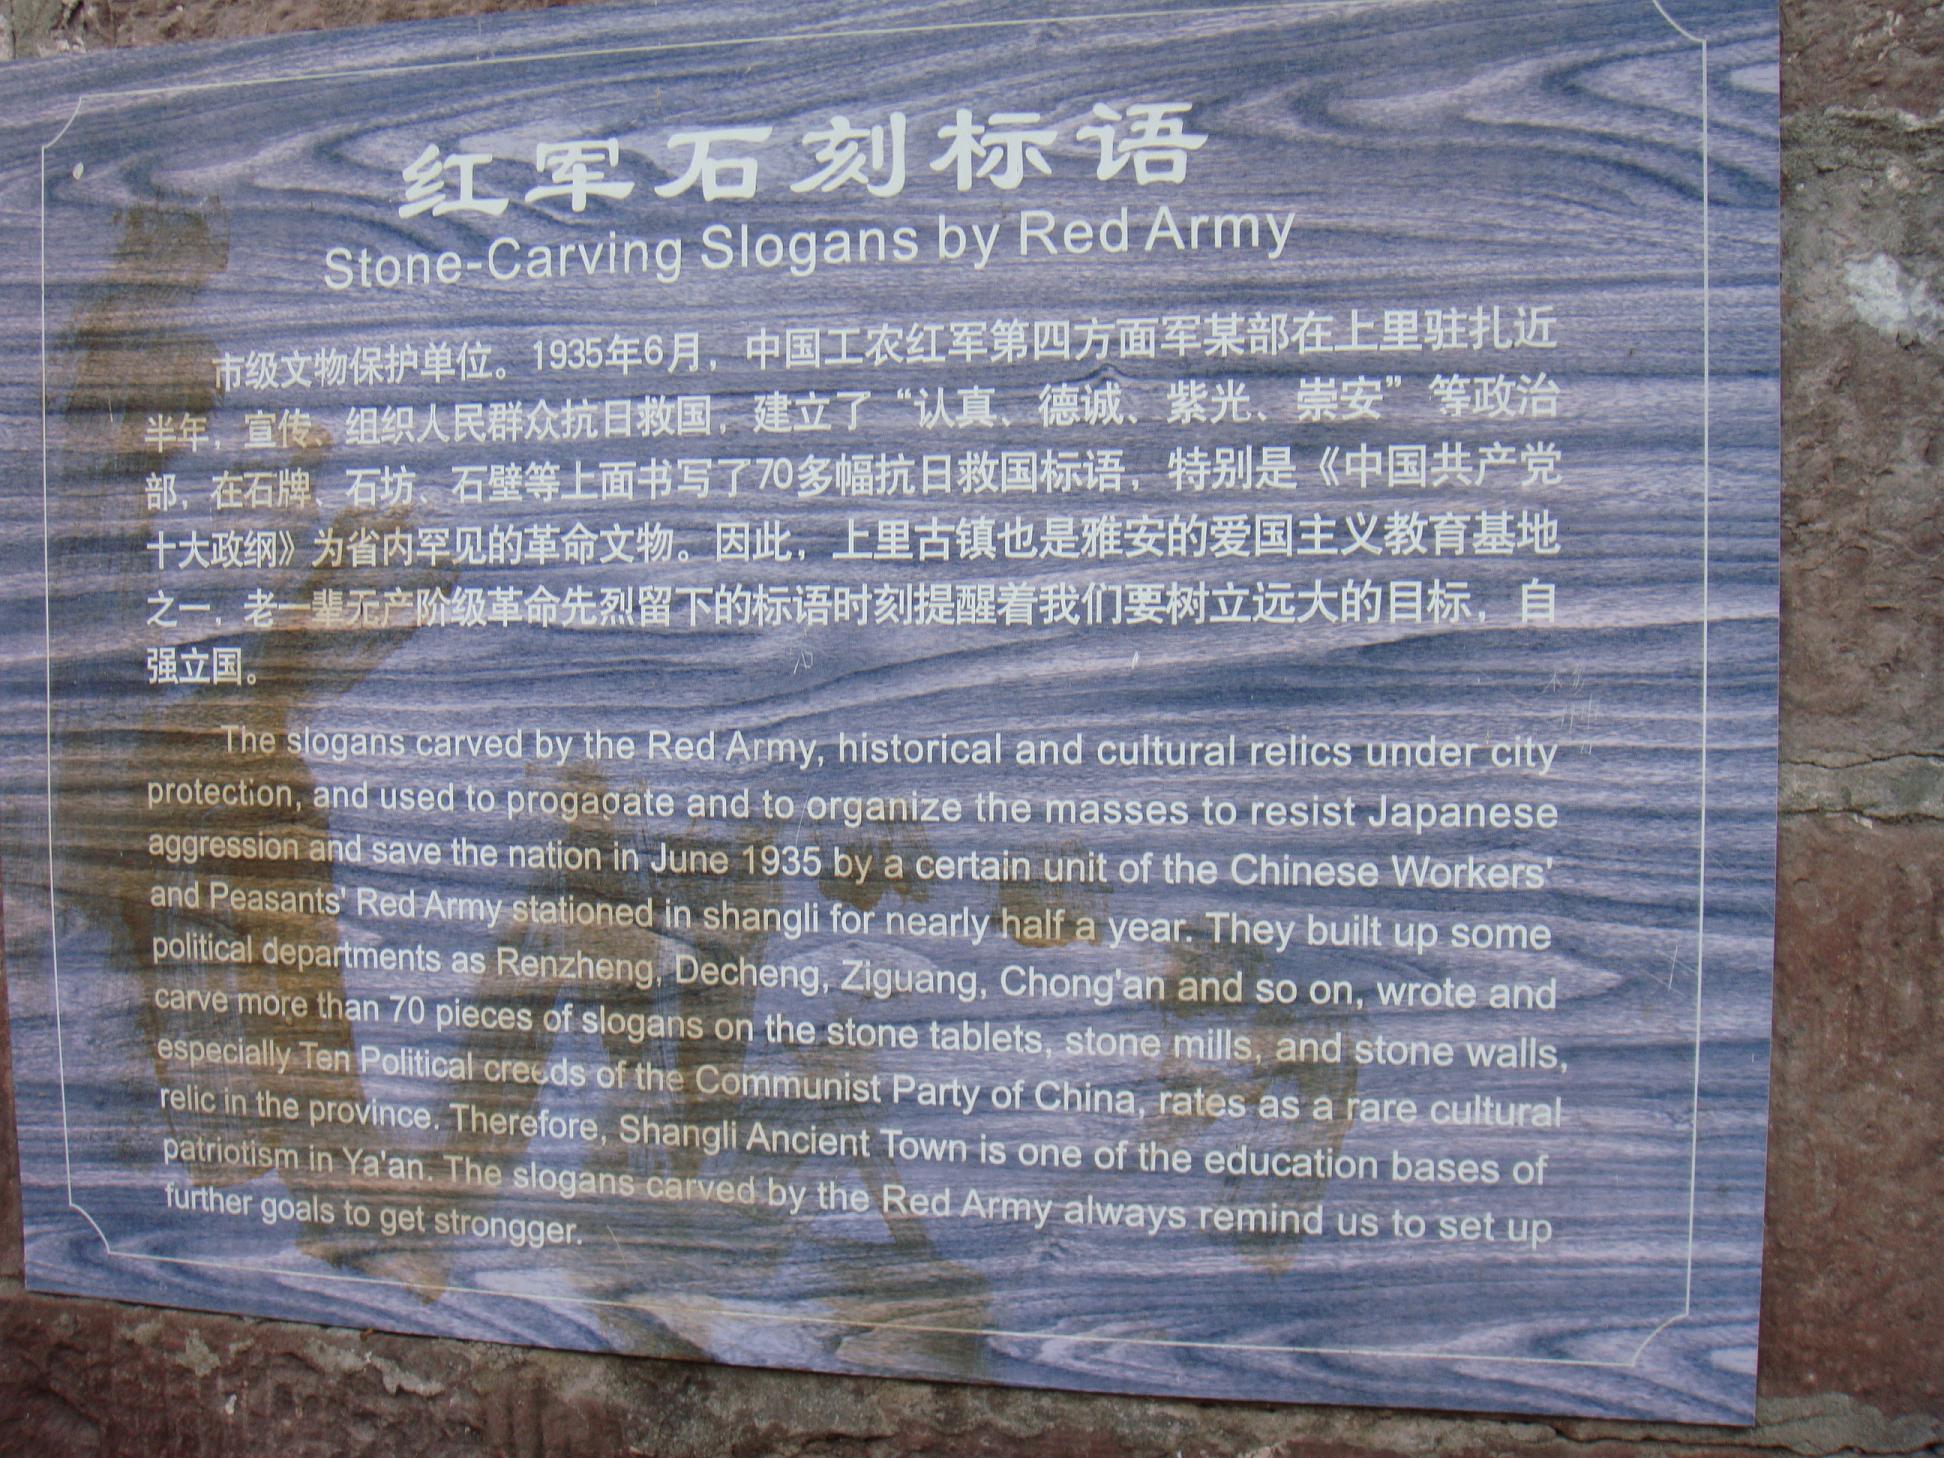 红军石刻标语
Stone-Carving Slogans by Red Army
市级文物保护单位。1935年6月，中国工农红军第四方面军某部在上里驻扎近
半年，宣传、组织人民群众抗日救国，建立了“认真、德诚、紫光、崇安”等政治
部，在石牌、石坊、石壁等上面书写了70多幅抗日救国标语，特别是《中国共产党
十大政纲》为省内罕见的革命文物。因此，上里古镇也是雅安的爱国主义教育基地
之一，老一辈无产阶级革命先烈留下的标语时刻提醒着我们要树立远大的目标，自
强立国。
The slogans carved by the Red Army, historical and cultural relics under city
protection, and used to progagate and to organize the masses to resist Japanese
aggression and save the nation in June 1935 by a certain unit of the Chinese Workers'
and Peasants' Red Army stationed in shangli for nearly half a year. They built up some
political departments as Renzheng, Decheng, Ziguang, Chong'an and so on, wrote and
carve more than 70 pieces of slogans on the stone tablets, stone mills, and stone walls,
especially Ten Political creeds of the Communist Party of China, rates as a rare cultural
relic in the province. Therefore, Shangli Ancient Town is one of the education bases of
patriotism in Ya'an. The slogans carved by the Red Army always remind us to set up
further goals to get strongger.